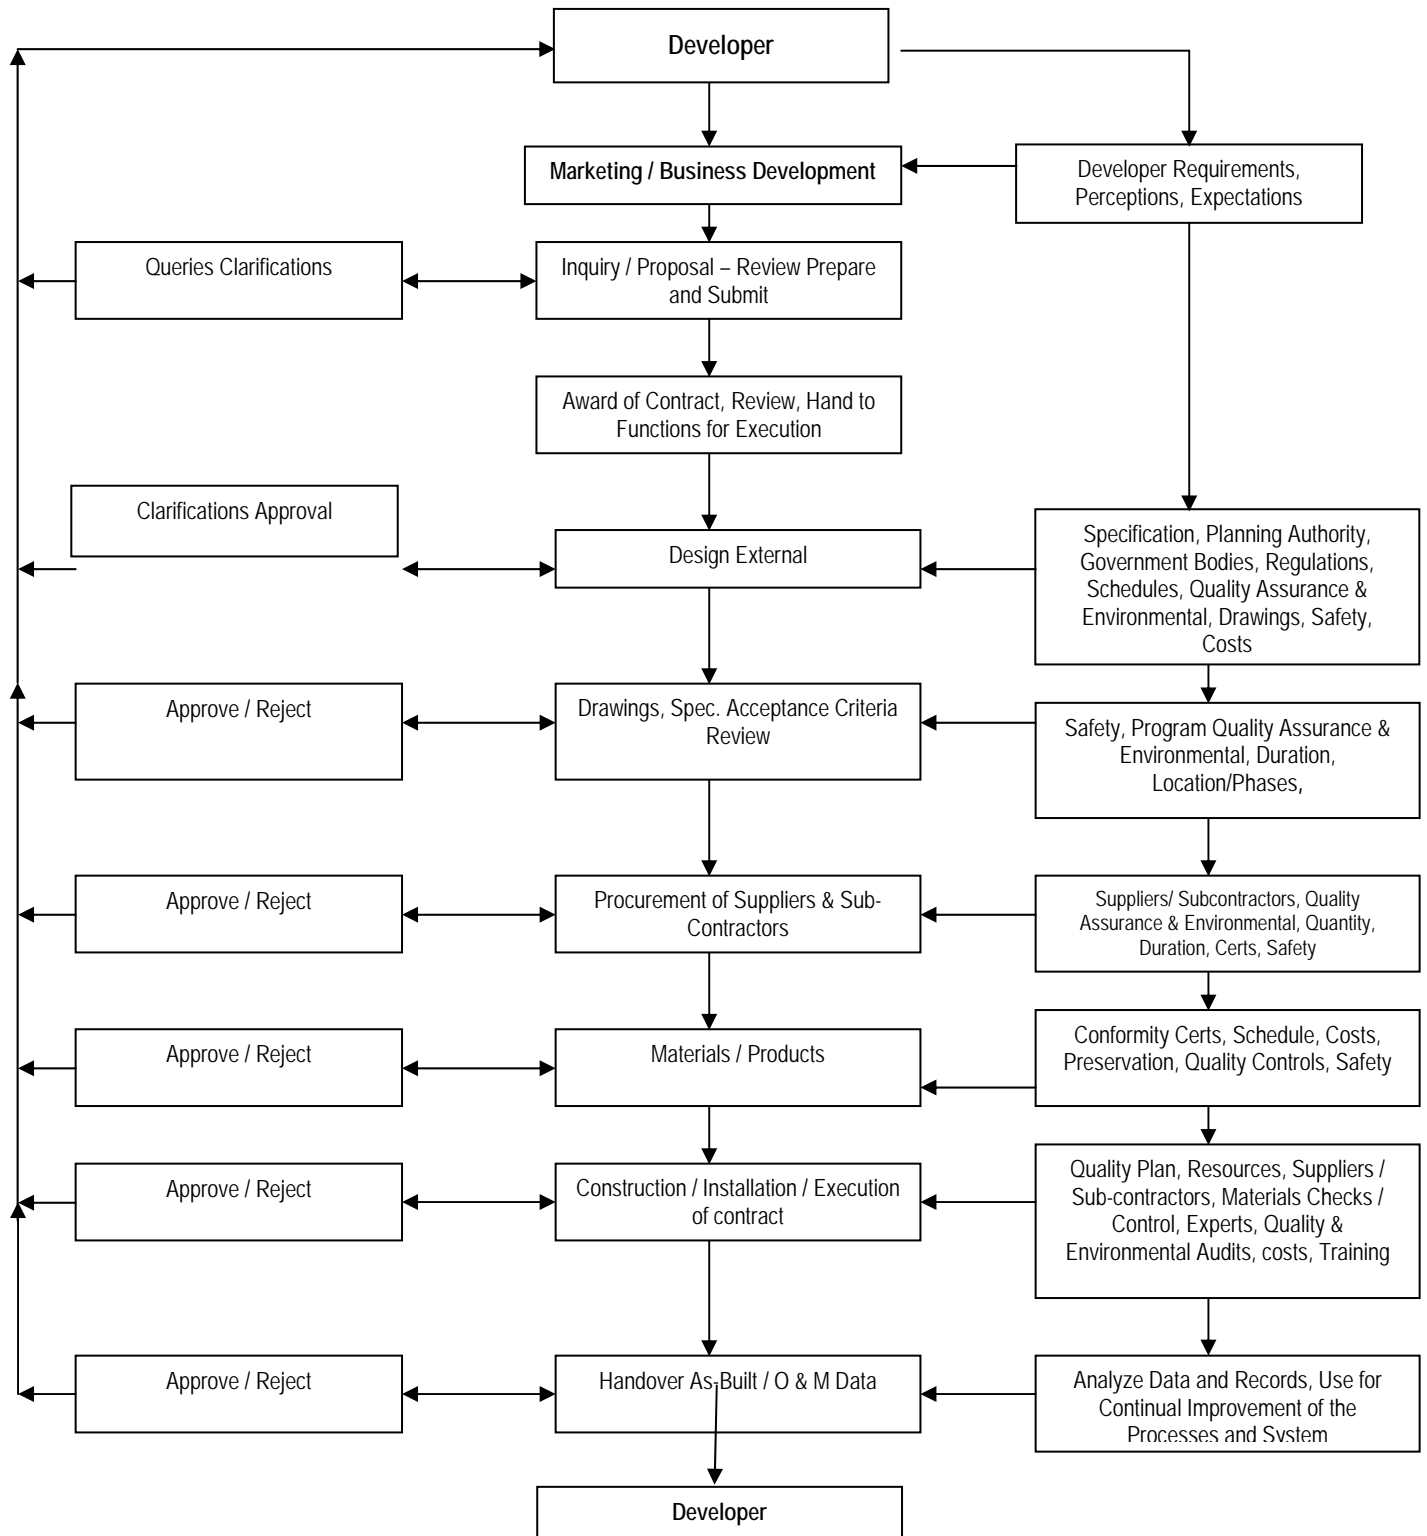 Developer
Marketing / Business Development
Developer Requirements,
Perceptions, Expectations
Queries Clarifications
Inquiry / Proposal – Review Prepare
and Submit
Award of Contract, Review, Hand to
Functions for Execution
Clarifications Approval
Design External
Specification, Planning Authority,
Government Bodies, Regulations,
Schedules, Quality Assurance &
Environmental, Drawings, Safety,
Costs
Approve / Reject
Drawings, Spec. Acceptance Criteria
Review
Safety, Program Quality Assurance &
Environmental, Duration,
Location/Phases,
Approve / Reject
Procurement of Suppliers & Sub-
Contractors
Suppliers/ Subcontractors, Quality
Assurance & Environmental, Quantity,
Duration, Certs, Safety
Approve / Reject
Materials / Products
Conformity Certs, Schedule, Costs,
Preservation, Quality Controls, Safety
Approve / Reject
Construction / Installation / Execution
of contract
Quality Plan, Resources, Suppliers /
Sub-contractors, Materials Checks /
Control, Experts, Quality &
Environmental Audits, costs, Training
Approve / Reject
Handover As-Built / O & M Data
Analyze Data and Records, Use for
Continual Improvement of the
Processes and System
Developer